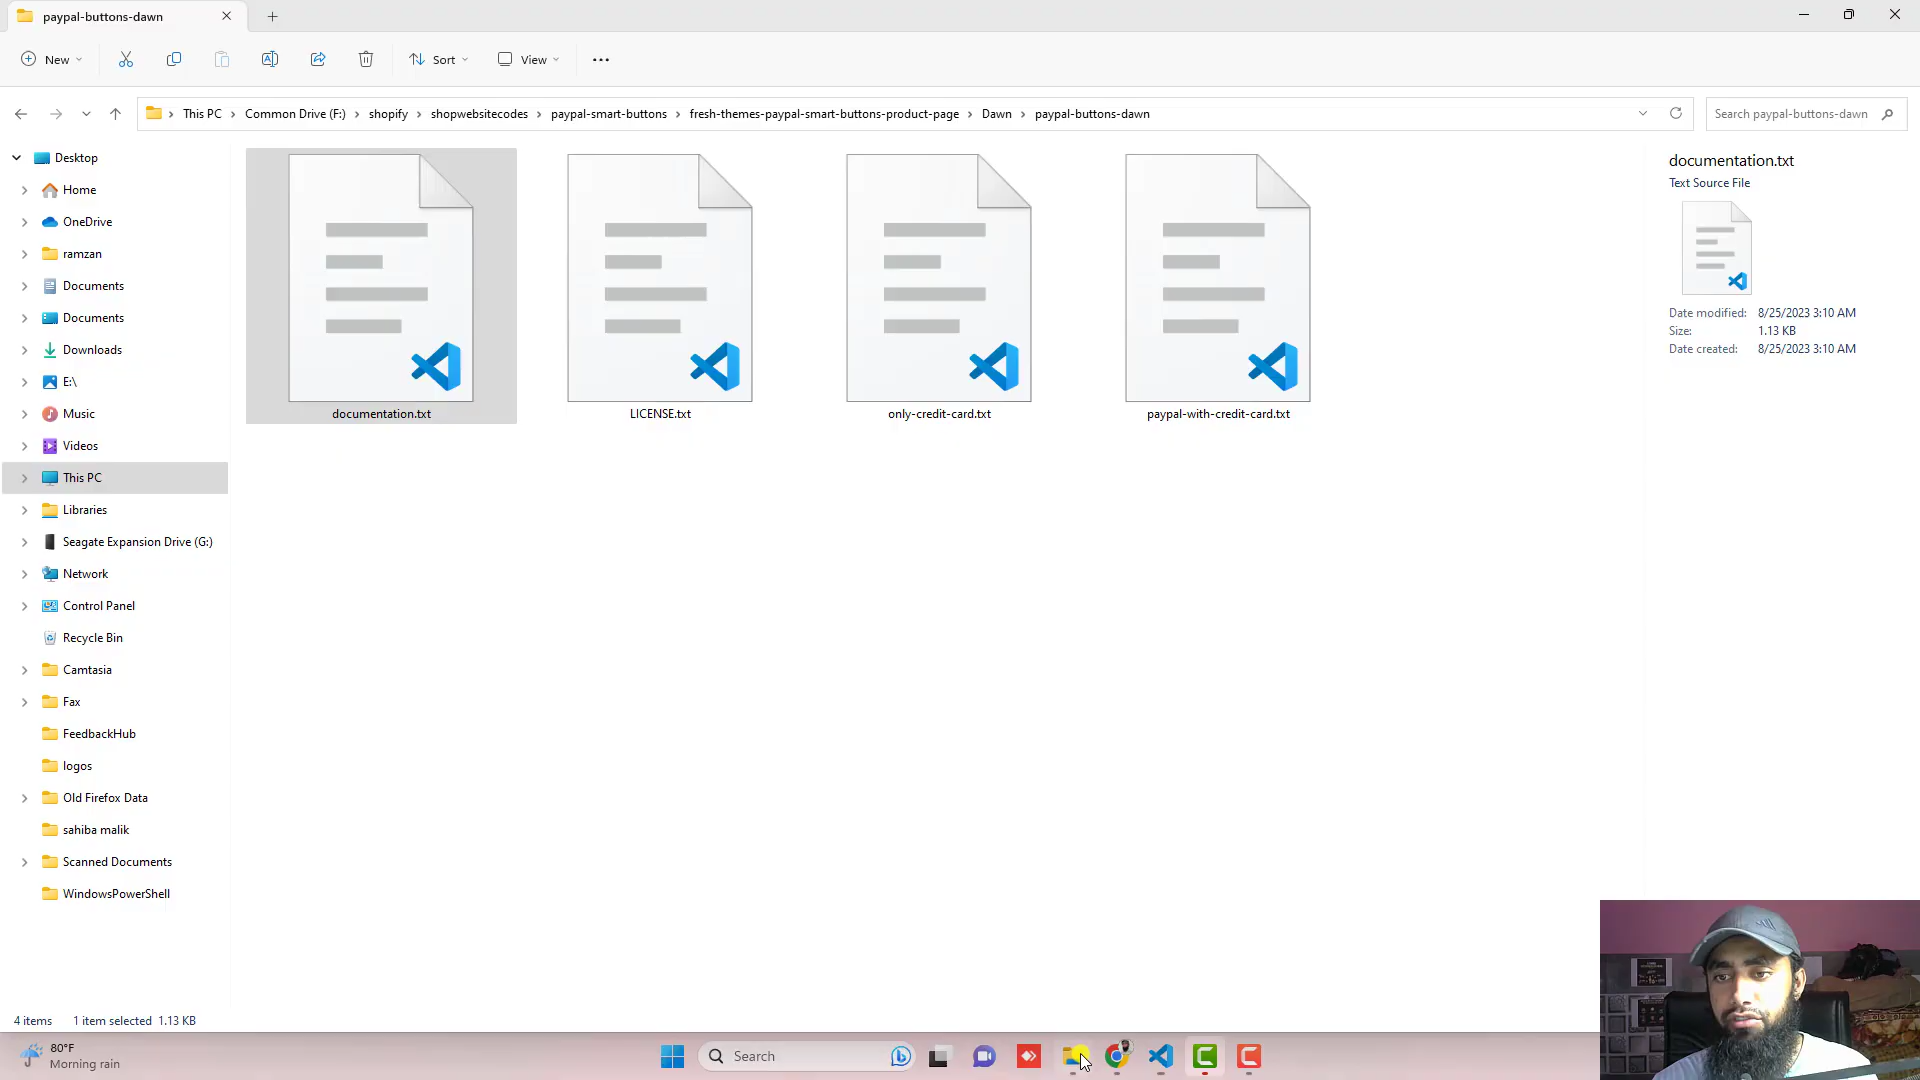 paypal-buttons-dawn
New
Sort
View
This PC
Common Drive (F:)
shopify
shopwebsitecodes
paypal-smart-buttons
fresh-themes-paypal-smart-buttons-product-page
Dawn
paypal-buttons-dawn
Search paypal-buttons-dawn
Desktop
Home
OneDrive
ramzan
Documents
Documents
Downloads
E:\
Music
Videos
This PC
Libraries
Seagate Expansion Drive (G:)
Network
Control Panel
Recycle Bin
Camtasia
Fax
FeedbackHub
logos
Old Firefox Data
sahiba malik
Scanned Documents
WindowsPowerShell
documentation.txt
LICENSE.txt
only-credit-card.txt
paypal-with-credit-card.txt
documentation.txt
Text Source File
Date modified: 8/25/2023 3:10 AM
Size: 1.13 KB
Date created: 8/25/2023 3:10 AM
4 items 1 item selected 1.13 KB
80°F
Morning rain
Search